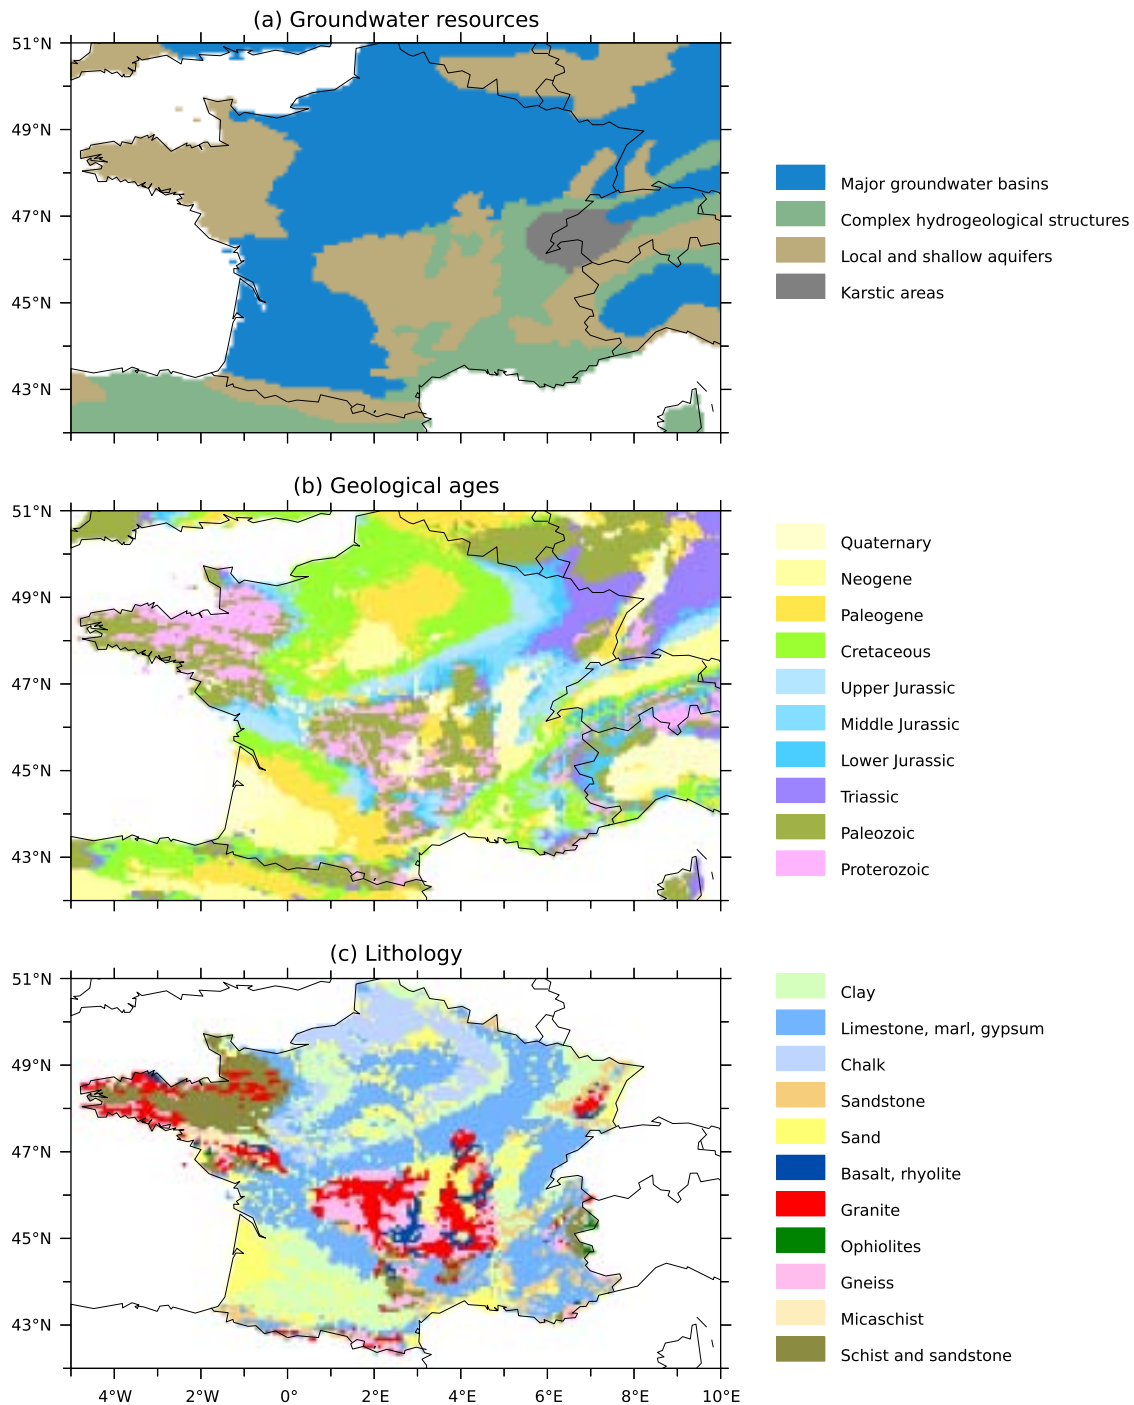 (a) Groundwater resources
51°N
49°N
47°N
45°N
43°N
Major groundwater basins
Complex hydrogeological structures
Local and shallow aquifers
Karstic areas
(b) Geological ages
51°N
49°N
47°N
45°N
43°N
Quaternary
Neogene
Paleogene
Cretaceous
Upper Jurassic
Middle Jurassic
Lower Jurassic
Triassic
Paleozoic
Proterozoic
(c) Lithology
51°N
49°N
47°N
45°N
43°N
4°W 2°W 0° 2°E 4°E 6°E 8°E 10°E
Clay
Limestone, marl, gypsum
Chalk
Sandstone
Sand
Basalt, rhyolite
Granite
Ophiolites
Gneiss
Micaschist
Schist and sandstone